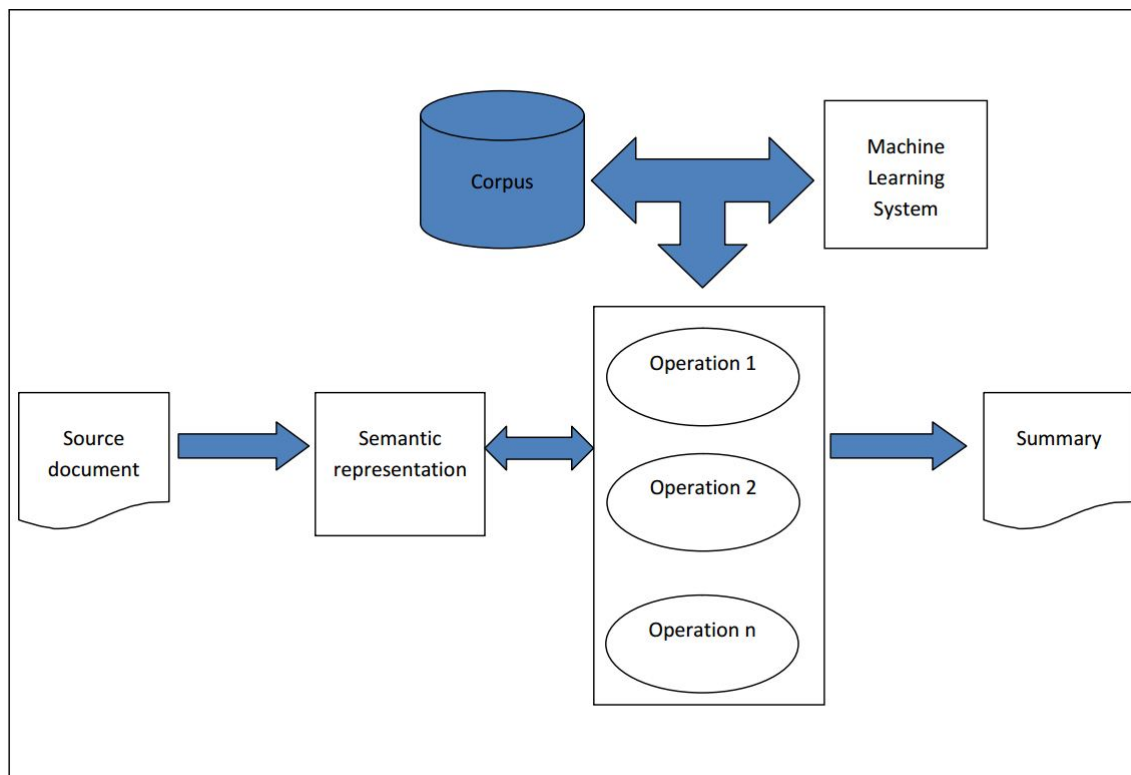 Corpus
Machine
Learning
System
Operation 1
Source
document
Semantic
representation
Operation 2
Summary
Operation n